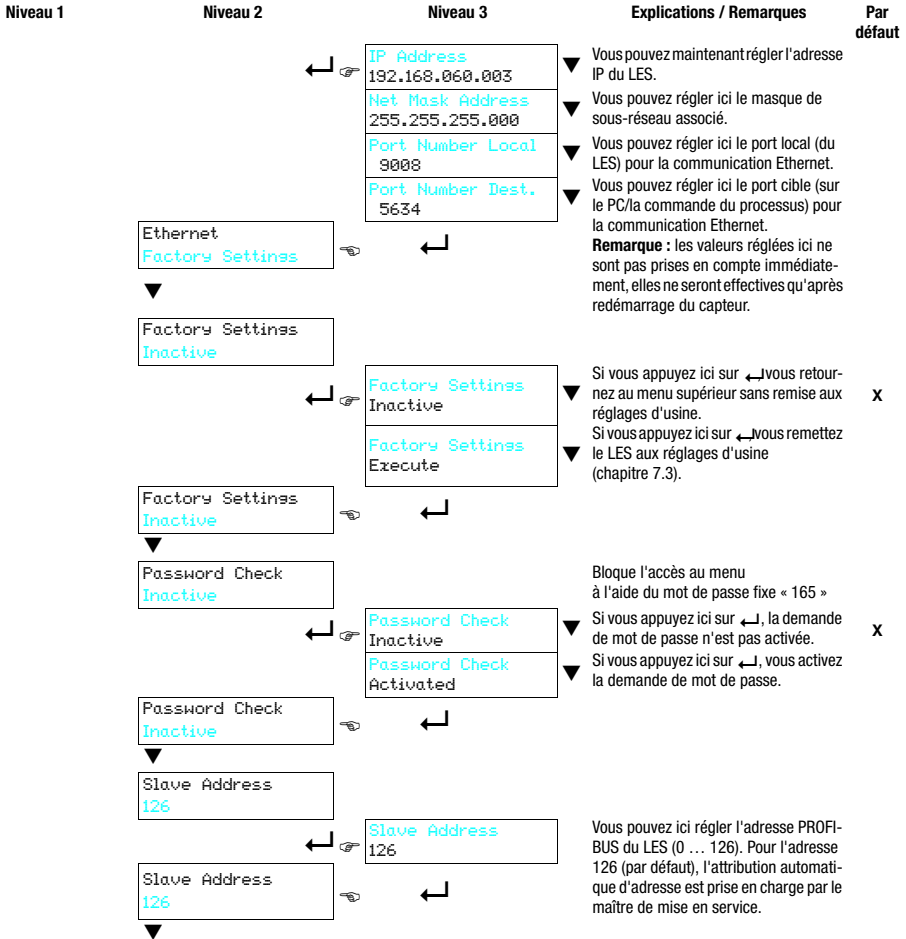 Niveau 1 Niveau 2 Niveau 3 Explications / Remarques Par
défaut
IP Address
192.168.060.003
Vous pouvez maintenant régler l'adresse
IP du LES.
Net Mask Address
255.255.255.000
Vous pouvez régler ici le masque de
sous-réseau associé.
Port Number Local
9008
Vous pouvez régler ici le port local (du
LES) pour la communication Ethernet.
Port Number Dest.
5634
Vous pouvez régler ici le port cible (sur
le PC/la commande du processus) pour
la communication Ethernet.
Remarque : les valeurs réglées ici ne
sont pas prises en compte immédiate-
ment, elles ne seront effectives qu'après
redémarrage du capteur.
Ethernet
Factory Settings
Factory Settings
Inactive
Factory Settings
Inactive
Si vous appuyez ici sur ↵ vous retour-
nez au menu supérieur sans remise aux
réglages d'usine.
X
Factory Settings
Execute
Si vous appuyez ici sur ↵ vous remettez
le LES aux réglages d'usine
(chapitre 7.3).
Factory Settings
Inactive
Password Check
Inactive
Bloque l'accès au menu
à l'aide du mot de passe fixe « 165 »
Password Check
Inactive
Si vous appuyez ici sur ↵, la demande
de mot de passe n'est pas activée.
X
Password Check
Activated
Si vous appuyez ici sur ↵, vous activez
la demande de mot de passe.
Password Check
Inactive
Slave Address
126
Slave Address
126
Vous pouvez ici régler l'adresse PROFI-
BUS du LES (0 … 126). Pour l'adresse
126 (par défaut), l'attribution automati-
que d'adresse est prise en charge par le
maître de mise en service.
Slave Address
126